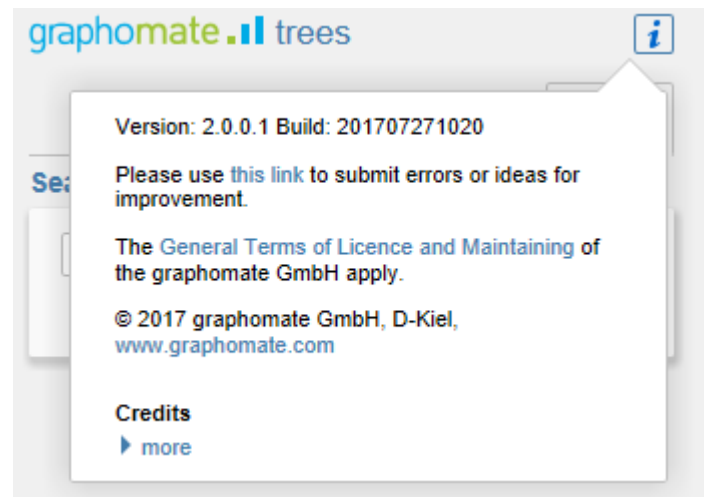 graphomate trees
i
Version: 2.0.0.1 Build: 201707271020
Please use this link to submit errors or ideas for
improvement.
Sea
The General Terms of Licence and Maintaining of
the graphomate GmbH apply.
© 2017 graphomate GmbH, D-Kiel,
www.graphomate.com
Credits
more